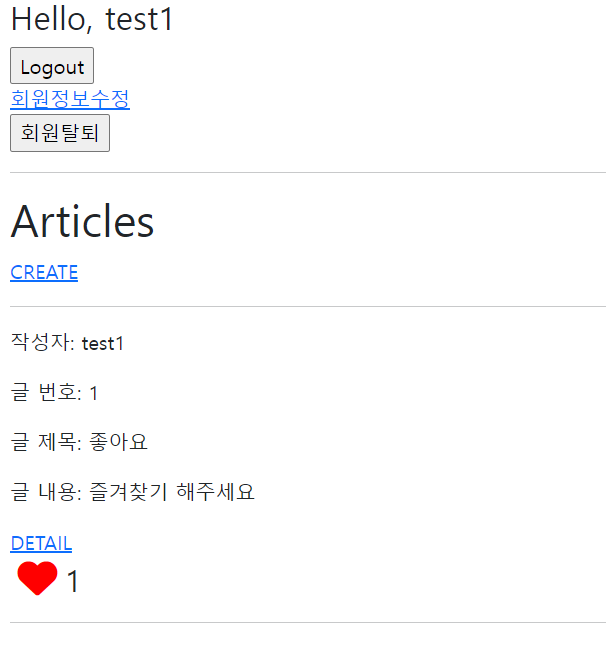 Hello, test1
Logout
회원정보수정
회원탈퇴
Articles
CREATE
작성자: test1
글 번호: 1
글 제목: 좋아요
글 내용: 즐겨찾기 해주세요
DETAIL
1